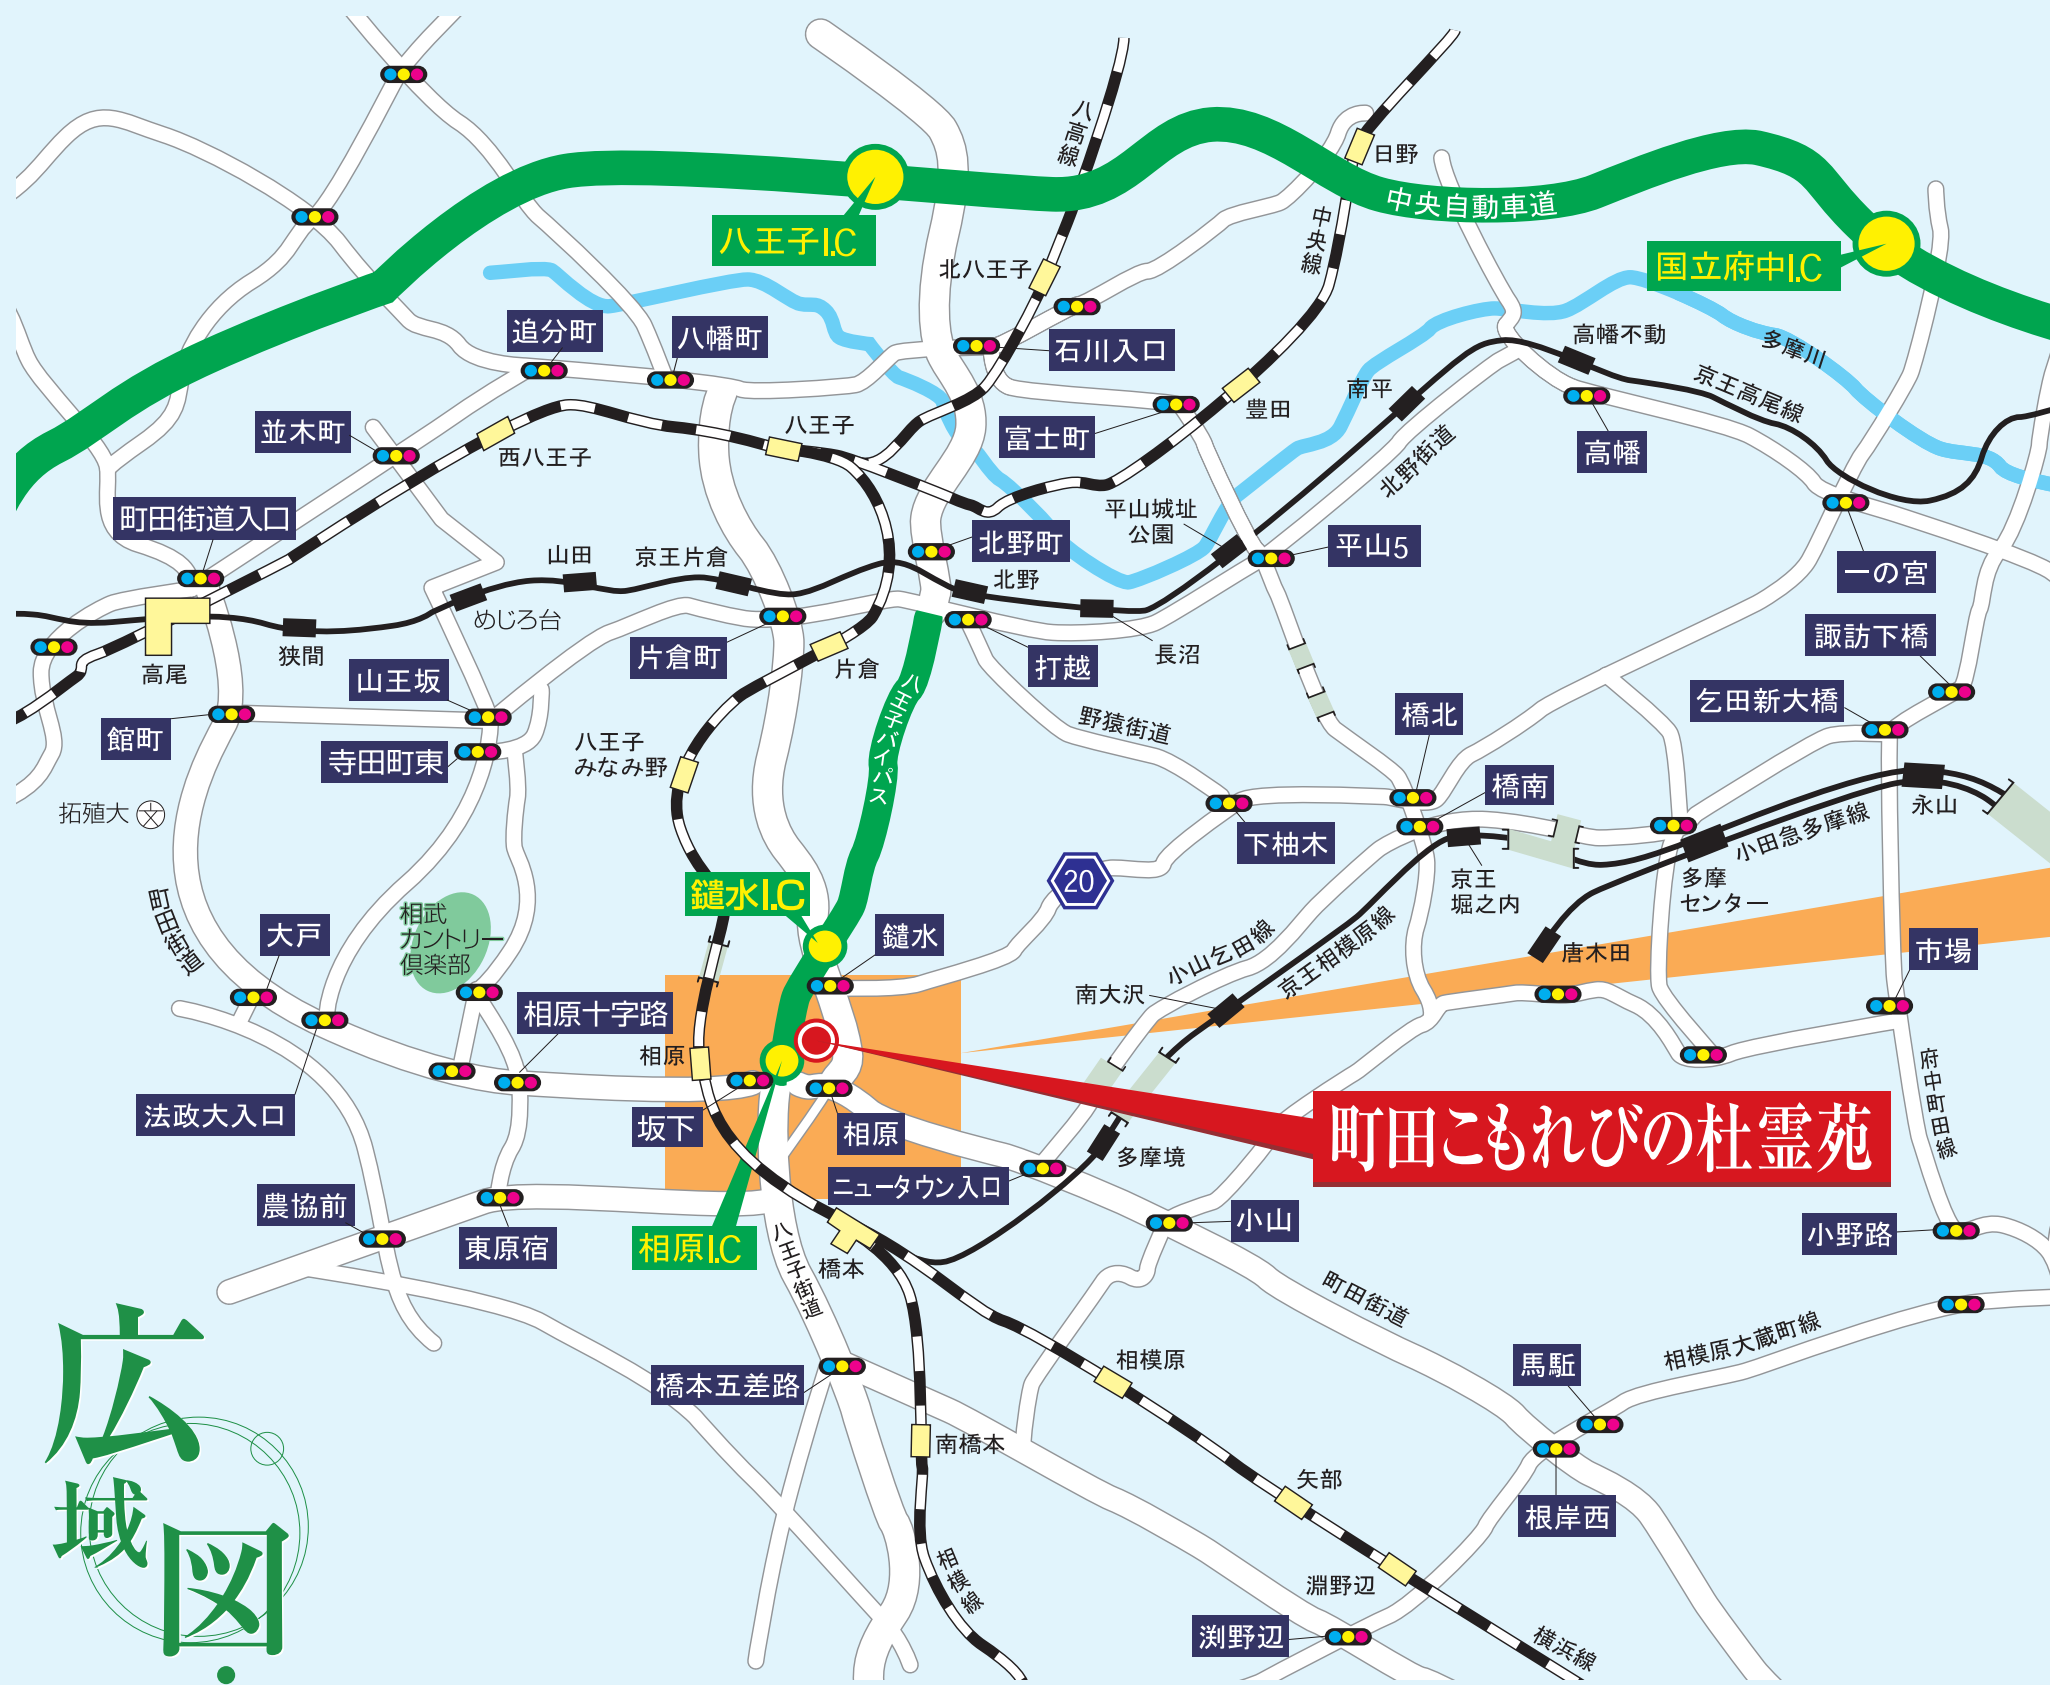 八高線
日野
中央自動車道
八王子I.C
中央線
国立府中I.C
北八王子
追分町
八幡町
石川入口
高幡不動
多摩川
南平
京王高尾線
豊田
並木町
八王子
富士町
高幡
西八王子
北野街道
町田街道入口
平山城址
公園
北野町
平山5
山田
京王片倉
北野
一の宮
めじろ台
諏訪下橋
狭間
高尾
片倉町
片倉
打越
長沼
山王坂
八王子バイパス
橋北
乞田新大橋
館町
野猿街道
寺田町東
八王子
みなみ野
橋南
永山
拓殖大
文
下柚木
小田急多摩線
20
京王
堀之内
多摩
センター
町田街道
鑓水I.C
相武
カントリー
倶楽部
大戸
鑓水
小山乞田線
京王相模原線
唐木田
市場
南大沢
相原十字路
相原
府中町田線
法政大入口
坂下
相原
町田こもれびの杜霊苑
多摩境
ニュータウン入口
農協前
東原宿
小山
小野路
相原I.C
八王子街道
橋本
町田街道
相模原大蔵町線
馬駈
橋本五差路
相模原
南橋本
矢部
根岸西
相模線
淵野辺
渕野辺
横浜線
広域図